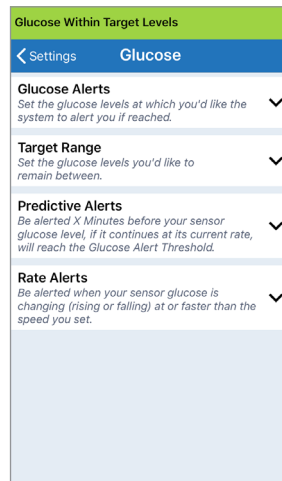 Glucose Within Target Levels
Settings Glucose
Glucose Alerts
Set the glucose levels at which you'd like the
system to alert you if reached.
Target Range
Set the glucose levels you'd like to
remain between.
Predictive Alerts
Be alerted X Minutes before your sensor
glucose level, if it continues at its current rate,
will reach the Glucose Alert Threshold.
Rate Alerts
Be alerted when your sensor glucose is
changing (rising or falling) at or faster than the
speed you set.